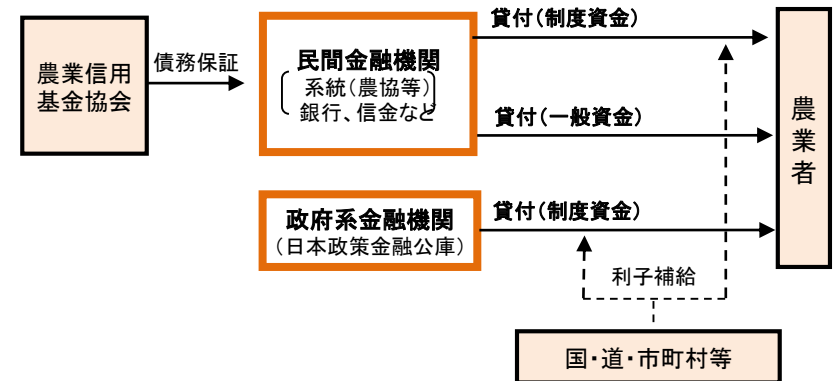 農業信用
基金協会
債務保証
民間金融機関
系統(農協等)
銀行、信金など
貸付(制度資金)
貸付(一般資金)
農業者
政府系金融機関
(日本政策金融公庫)
貸付(制度資金)
利子補給
国・道・市町村等